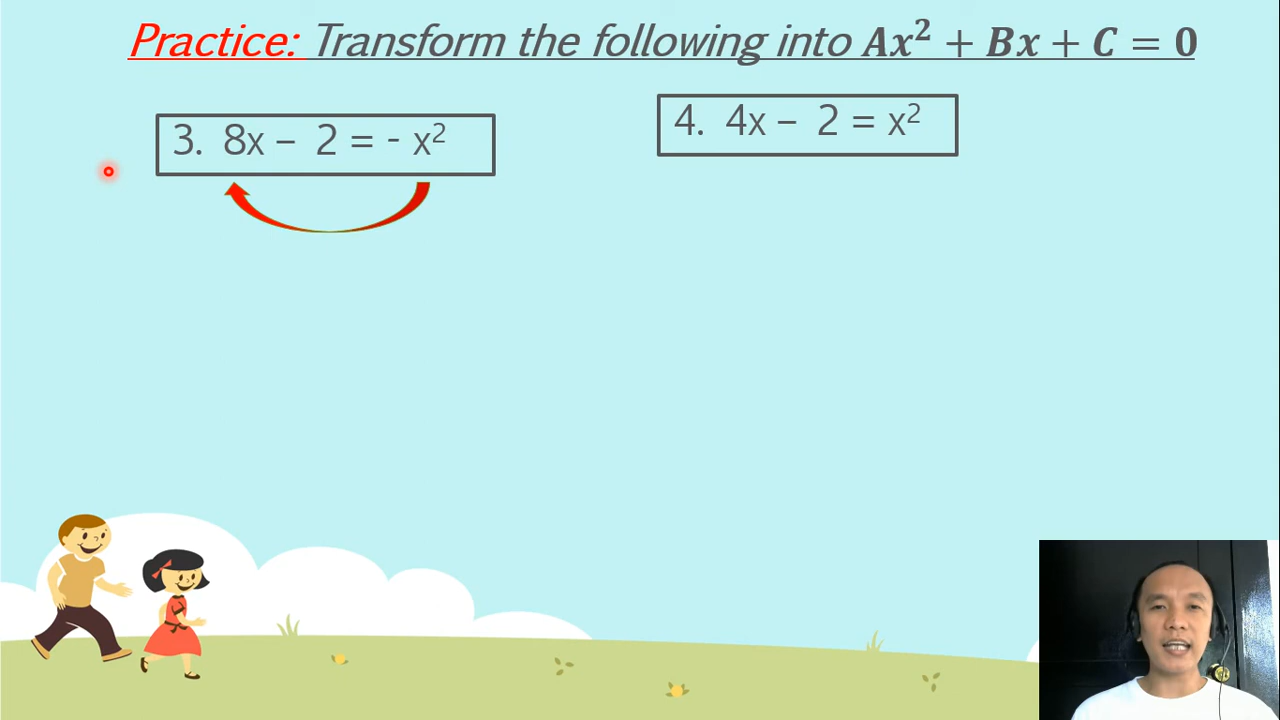 Practice: Transform the following into Ax² + Bx + C = 0
3. 8x – 2 = - x²
4. 4x – 2 = x²